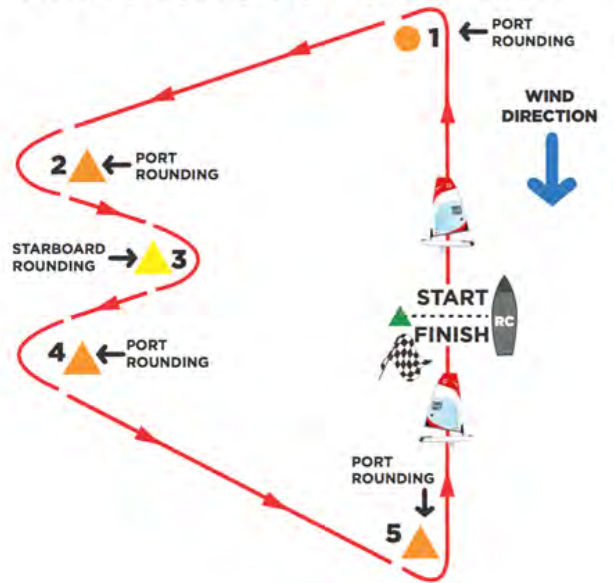 1
PORT
ROUNDING
WIND
DIRECTION
2
PORT
ROUNDING
STARBOARD
ROUNDING
3
START
RC
FINISH
4
PORT
ROUNDING
PORT
ROUNDING
5